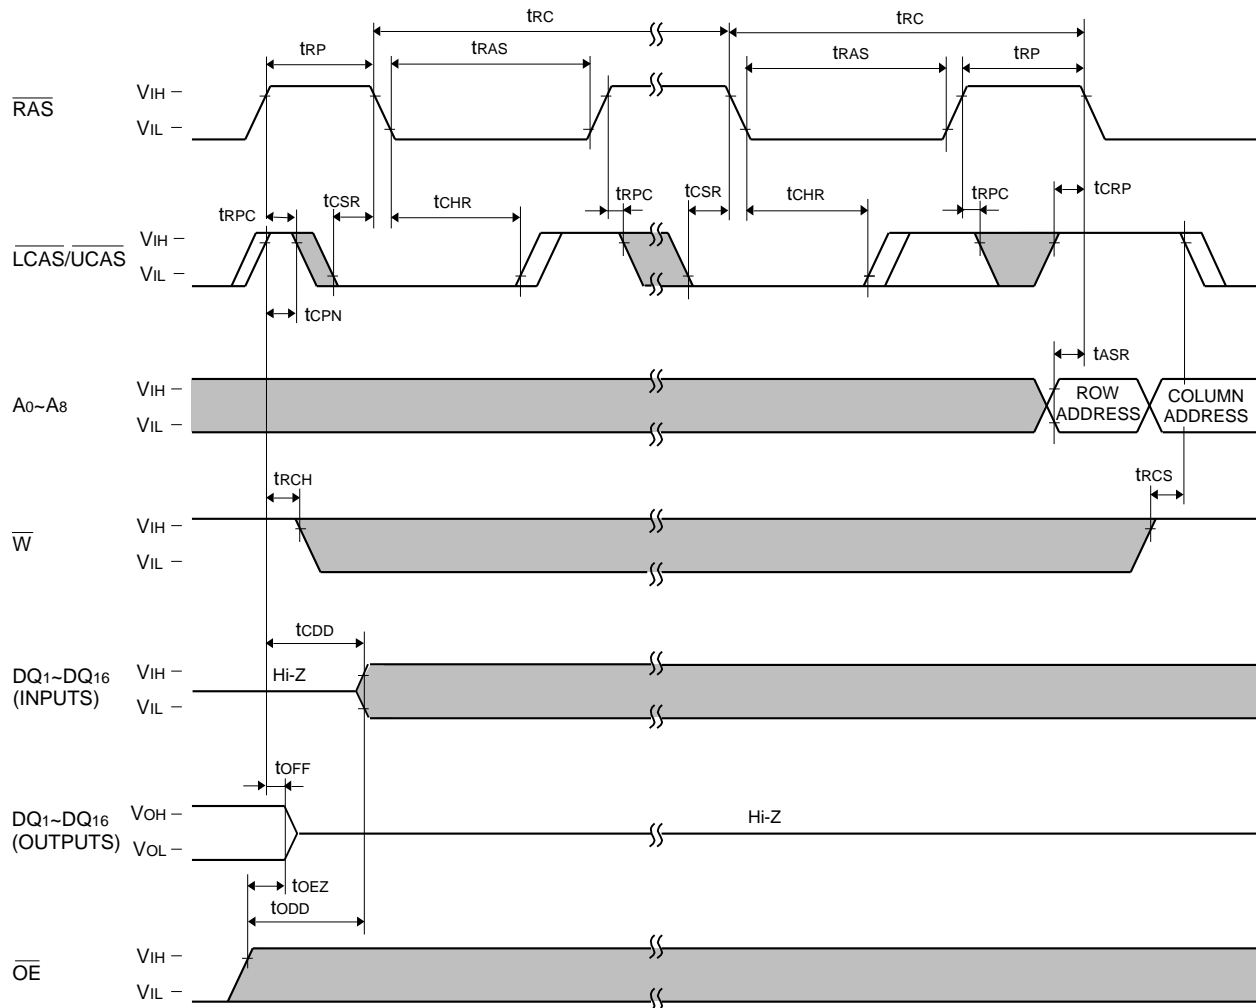 tRC tRC
tRP tRAS tRAS tRP
RAS
VIH
VIL
tRPC tCSR tCHR tRPC tCSR tCHR tRPC tCRP
LCAS/UCAS
VIH
VIL
tCPN
tASR
A0~A8
VIH
VIL
ROW
ADDRESS
COLUMN
ADDRESS
tRCH tRCS
W
VIH
VIL
tCDD
DQ1~DQ16
(INPUTS)
VIH
VIL
Hi-Z
tOFF
DQ1~DQ16
(OUTPUTS)
VOH
VOL
Hi-Z
tOEZ
tODD
OE
VIH
VIL